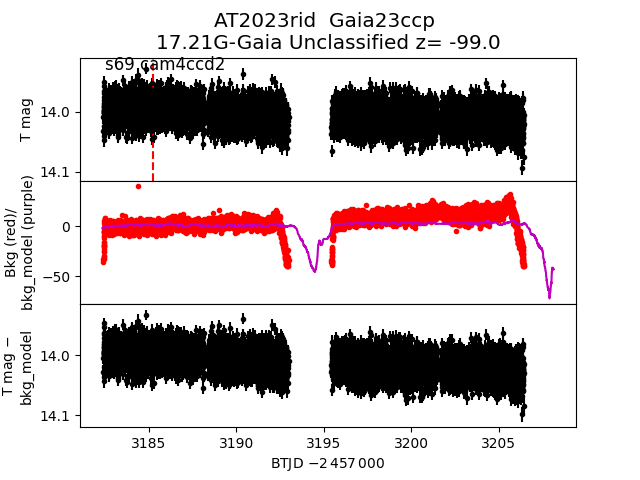 AT2023rid  Gaia23ccp
17.21G-Gaia Unclassified z= -99.0
s69 cam4ccd2
14.0
14.1
T mag
0
−50
Bkg (red)/
bkg_model (purple)
14.0
14.1
T mag −
bkg_model
3185
3190
3195
3200
3205
BTJD −2 457 000